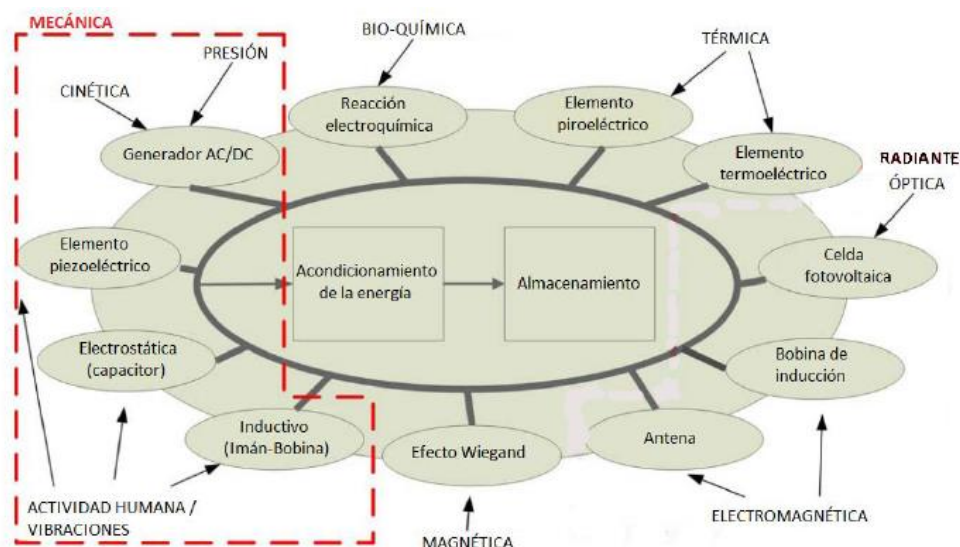 MECÁNICA
PRESIÓN
CINÉTICA
Generador AC/DC
BIO-QUÍMICA
Reacción
electroquímica
TÉRMICA
Elemento
piroeléctrico
Elemento
termoeléctrico
RADIANTE
ÓPTICA
Celda
fotovoltaica
Elemento
piezoeléctrico
Acondicionamiento
de la energía
Almacenamiento
Electrostática
(capacitor)
Bobina de
inducción
Inductivo
(Imán-Bobina)
Efecto Wiegand
Antena
ACTIVIDAD HUMANA /
VIBRACIONES
MAGNÉTICA
ELECTROMAGNÉTICA